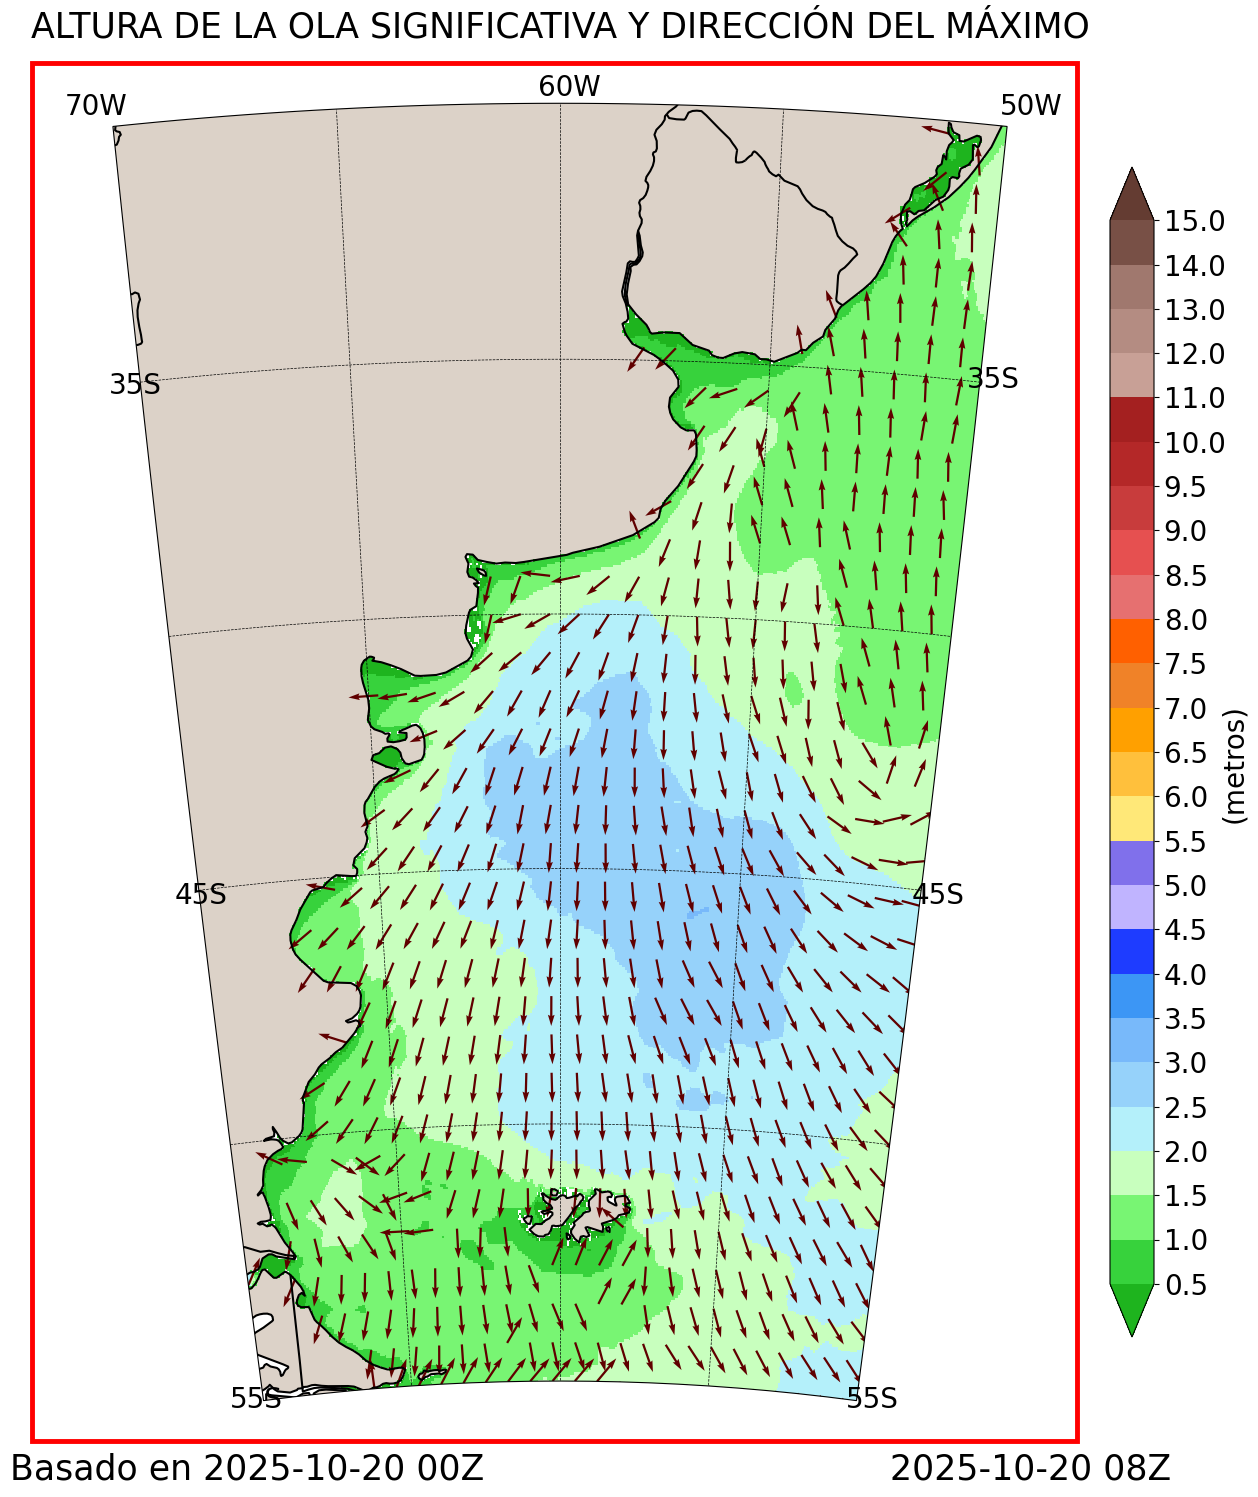 ALTURA DE LA OLA SIGNIFICATIVA Y DIRECCIÓN DEL MÁXIMO
70W
60W
50W
35S
35S
45S
45S
55S
55S
15.0
14.0
13.0
12.0
11.0
10.0
9.5
9.0
8.5
8.0
7.5
7.0
6.5
6.0
5.5
5.0
4.5
4.0
3.5
3.0
2.5
2.0
1.5
1.0
0.5
(metros)
Basado en 2025-10-20 00Z
2025-10-20 08Z